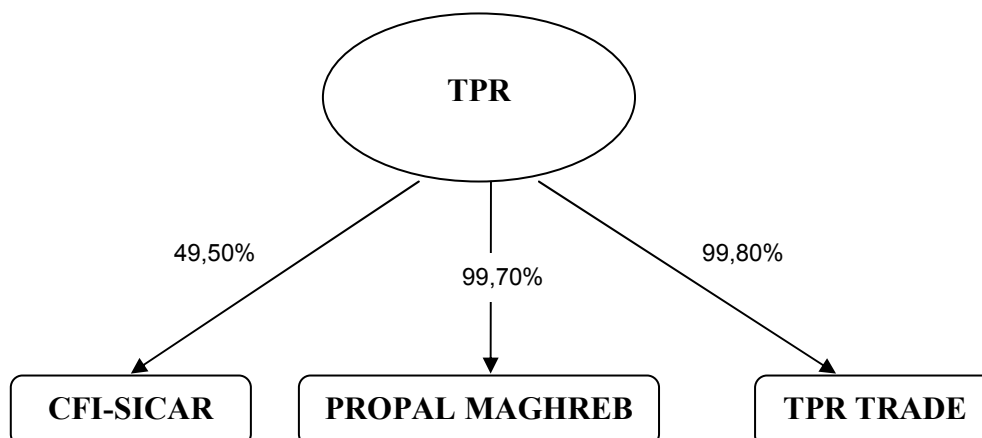 TPR
49,50%
99,70%
99,80%
CFI-SICAR
PROPAL MAGHREB
TPR TRADE